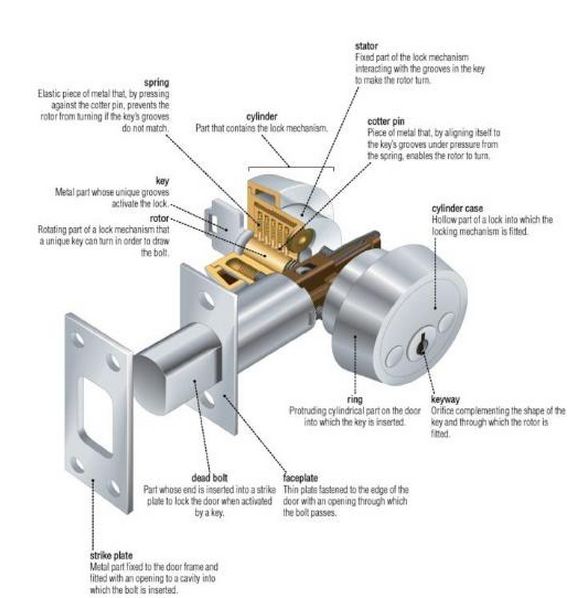 stator
Fixed part of the lock mechanism
interacting with the grooves in the key
to make the rotor turn.
spring
Elastic piece of metal that, by pressing
against the cotter pin, prevents the
rotor from turning if the key's grooves
do not match.
cylinder
Part that contains the lock mechanism.
cotter pin
Piece of metal that, by aligning itself to
the key's grooves under pressure from
the spring, enables the rotor to turn.
key
Metal part whose unique grooves
activate the lock.
rotor
Rotating part of a lock mechanism that
a unique key can turn in order to draw
the bolt.
cylinder case
Hollow part of a lock into which the
locking mechanism is fitted.
ring
Protruding cylindrical part on the door
into which the key is inserted.
keyway
Orifice complementing the shape of the
key and through which the rotor is
fitted.
dead bolt
Part whose end is inserted into a strike
plate to lock the door when activated
by a key.
faceplate
Thin plate fastened to the edge of the
door with an opening through which
the bolt passes.
strike plate
Metal part fixed to the door frame and
fitted with an opening to a cavity into
which the bolt is inserted.